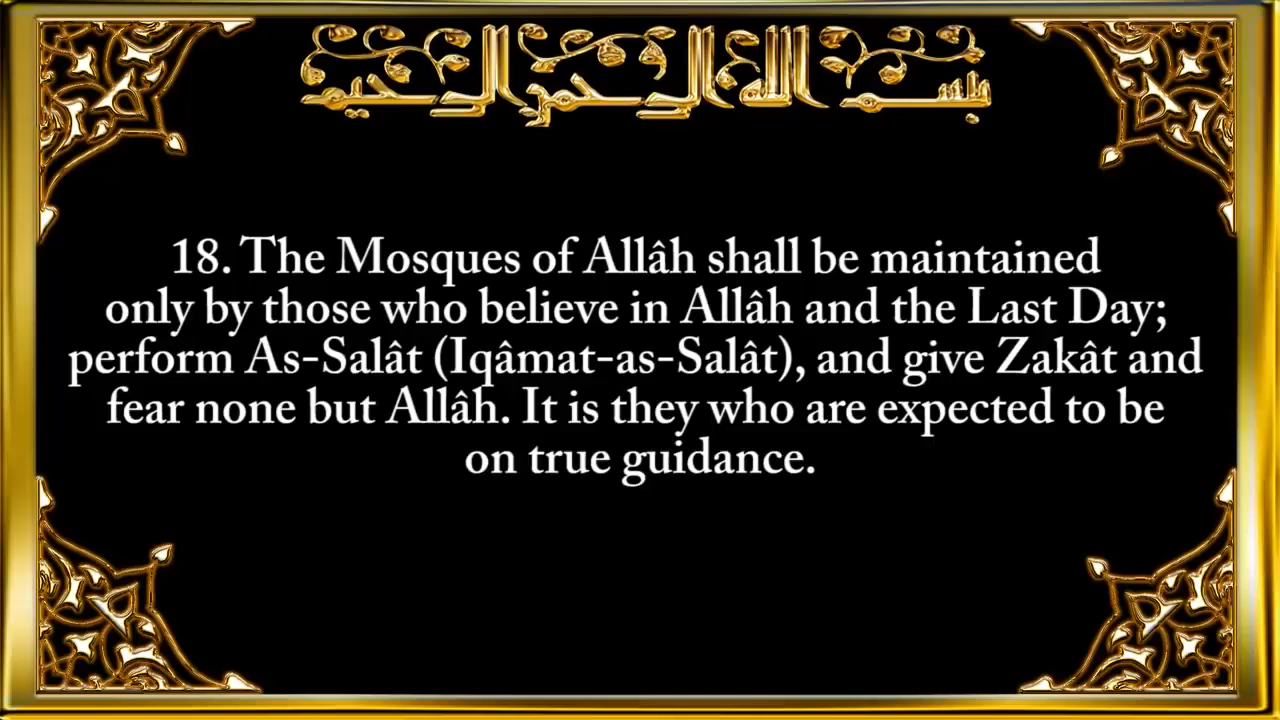 بسم الله الرحمن الرحيم
18. The Mosques of Allâh shall be maintained
only by those who believe in Allâh and the Last Day;
perform As-Salât (Iqâmat-as-Salât), and give Zakât and
fear none but Allâh. It is they who are expected to be
on true guidance.